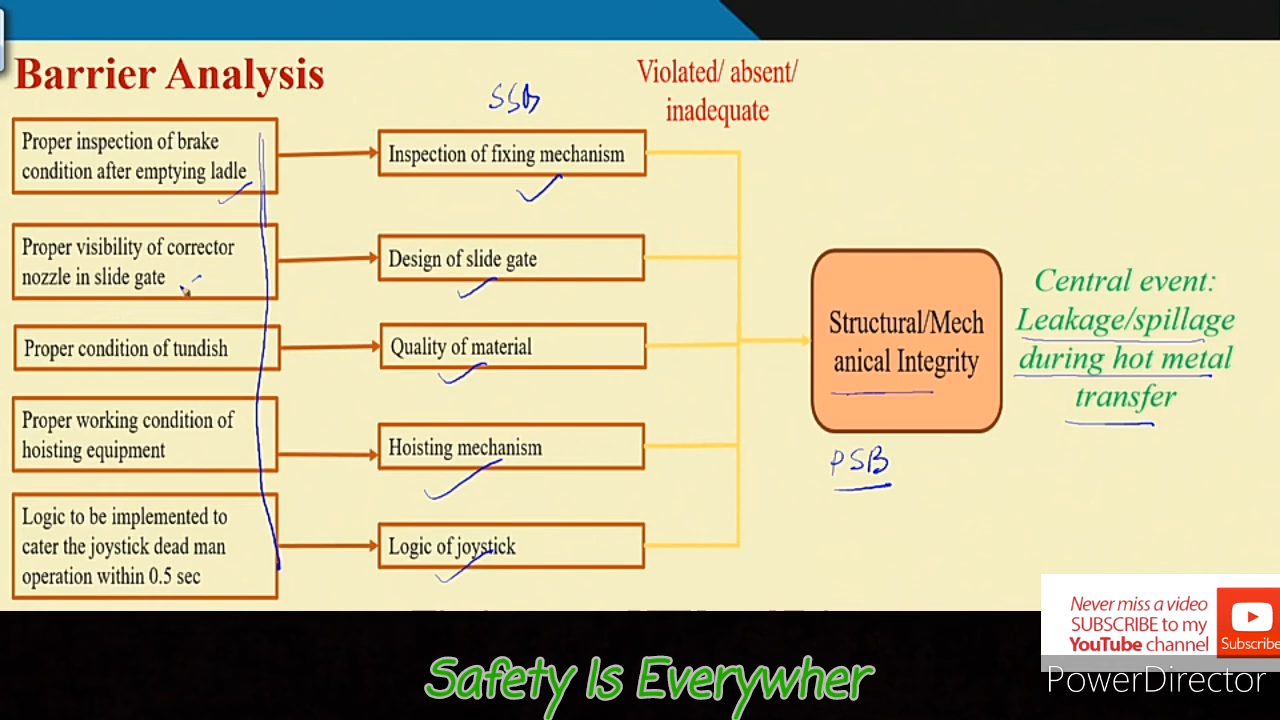 Barrier Analysis
SSB
Violated/ absent/
inadequate
Proper inspection of brake
condition after emptying ladle
Inspection of fixing mechanism
Proper visibility of corrector
nozzle in slide gate
Design of slide gate
Proper condition of tundish
Quality of material
Proper working condition of
hoisting equipment
Hoisting mechanism
Logic to be implemented to
cater the joystick dead man
operation within 0.5 sec
Logic of joystick
Structural/Mech
anical Integrity
PSB
Central event:
Leakage/spillage
during hot metal
transfer
Never miss a video
SUBSCRIBE to my
YouTube channel
Subscribe
PowerDirector
Safety Is Everywher